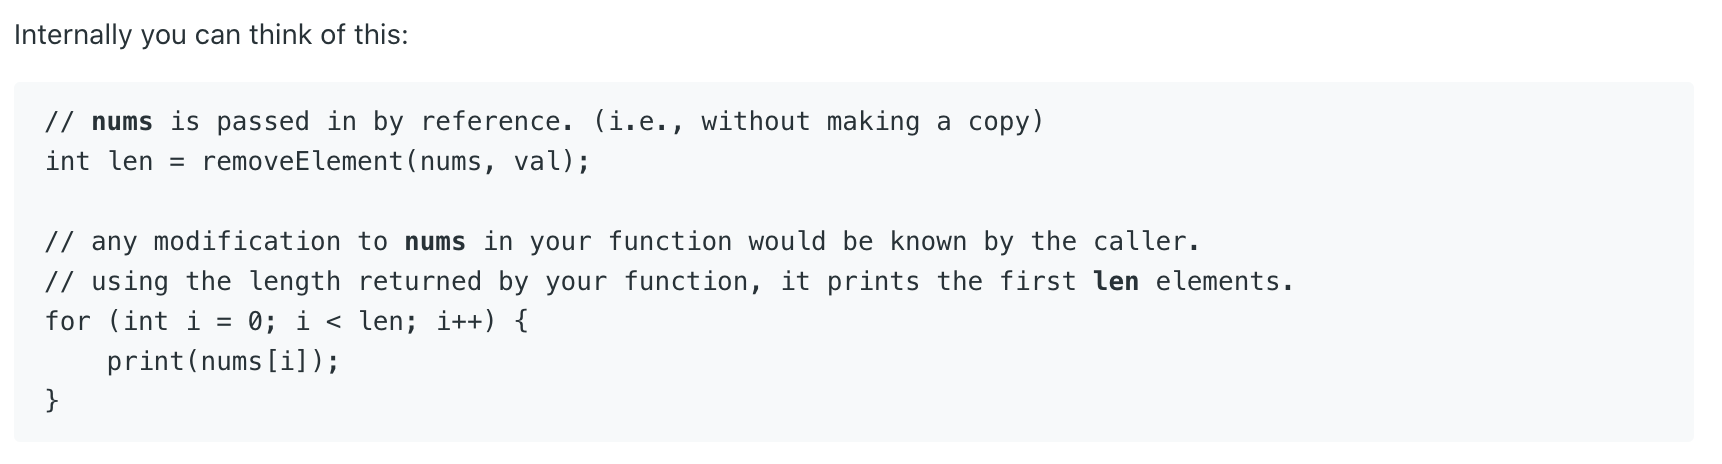 Internally you can think of this:
// nums is passed in by reference. (i.e., without making a copy)
int len = removeElement(nums, val);
// any modification to nums in your function would be known by the caller.
// using the length returned by your function, it prints the first len elements.
for (int i = 0; i < len; i++) {
    print(nums[i]);
}